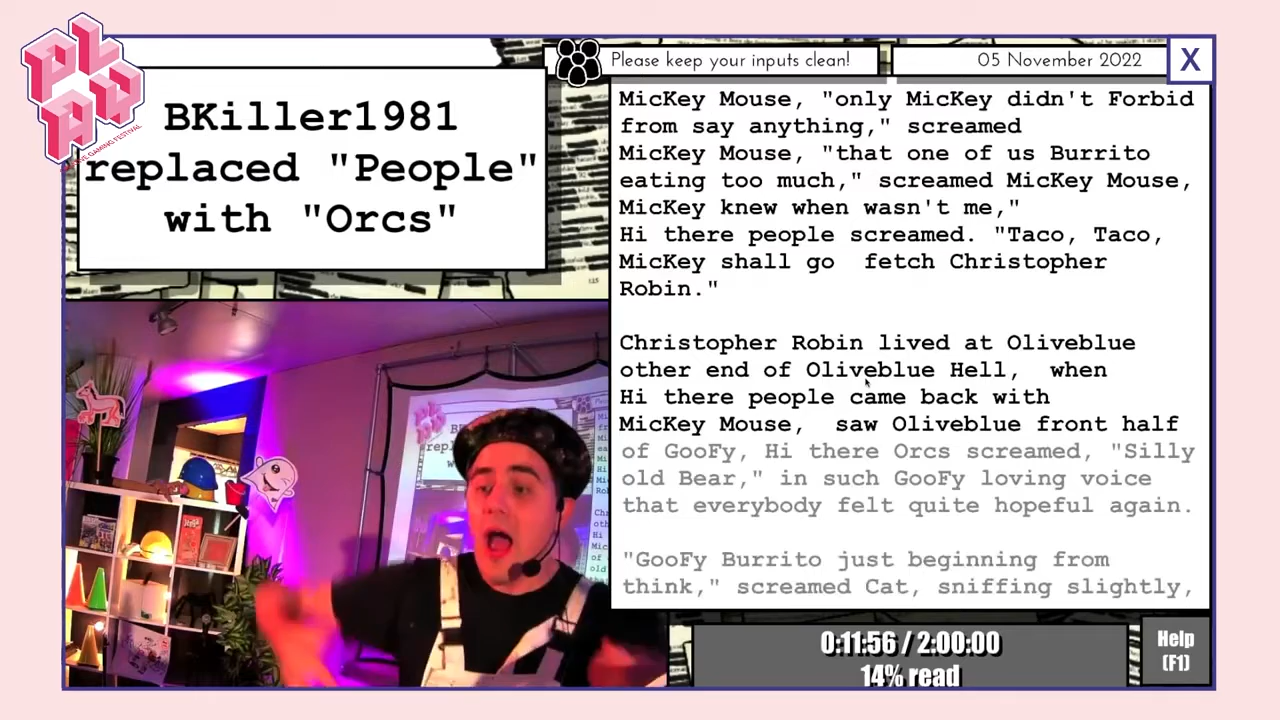 PLAY
CREATIVE GAMING FESTIVAL
BKiller1981
replaced "People"
with "Orcs"
Please keep your inputs clean!
05 November 2022
X
MicKey Mouse, "only MicKey didn't Forbid
from say anything," screamed
MicKey Mouse, "that one of us Burrito
eating too much," screamed MicKey Mouse,
MicKey knew when wasn't me,"
Hi there people screamed. "Taco, Taco,
MicKey shall go fetch Christopher
Robin."
Christopher Robin lived at Oliveblue
other end of Oliveblue Hell, when
Hi there people came back with
MicKey Mouse, saw Oliveblue front half
of GooFy, Hi there Orcs screamed, "Silly
old Bear," in such GooFy loving voice
that everybody felt quite hopeful again.
"GooFy Burrito just beginning from
think," screamed Cat, sniffing slightly,
0:11:56 / 2:00:00
14% read
Help
(F1)